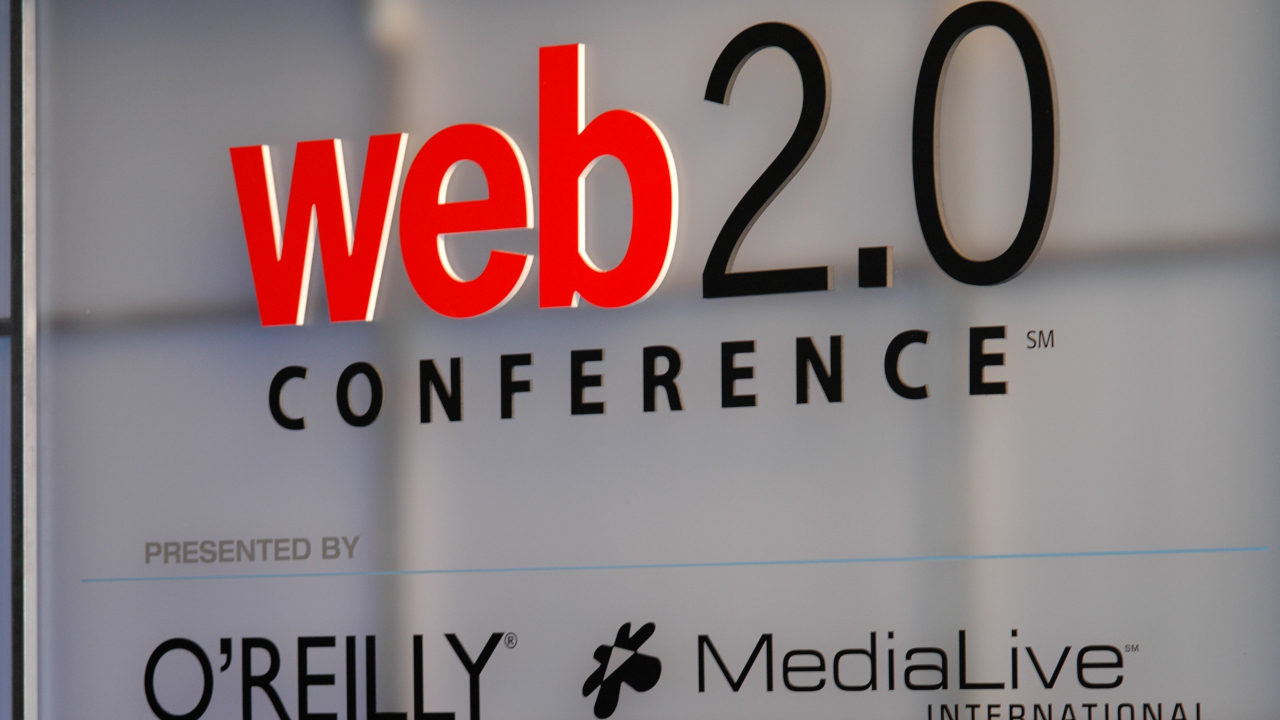 web2.0
CONFERENCE SM
PRESENTED BY
O'REILLY® MediaLive SM
INTERNATIONAL